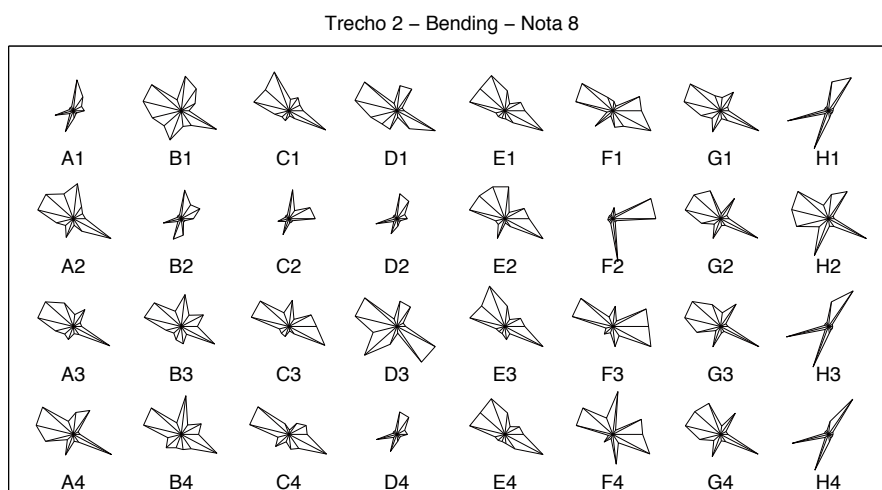 Trecho 2 – Bending – Nota 8
A1 B1 C1 D1 E1 F1 G1 H1
A2 B2 C2 D2 E2 F2 G2 H2
A3 B3 C3 D3 E3 F3 G3 H3
A4 B4 C4 D4 E4 F4 G4 H4